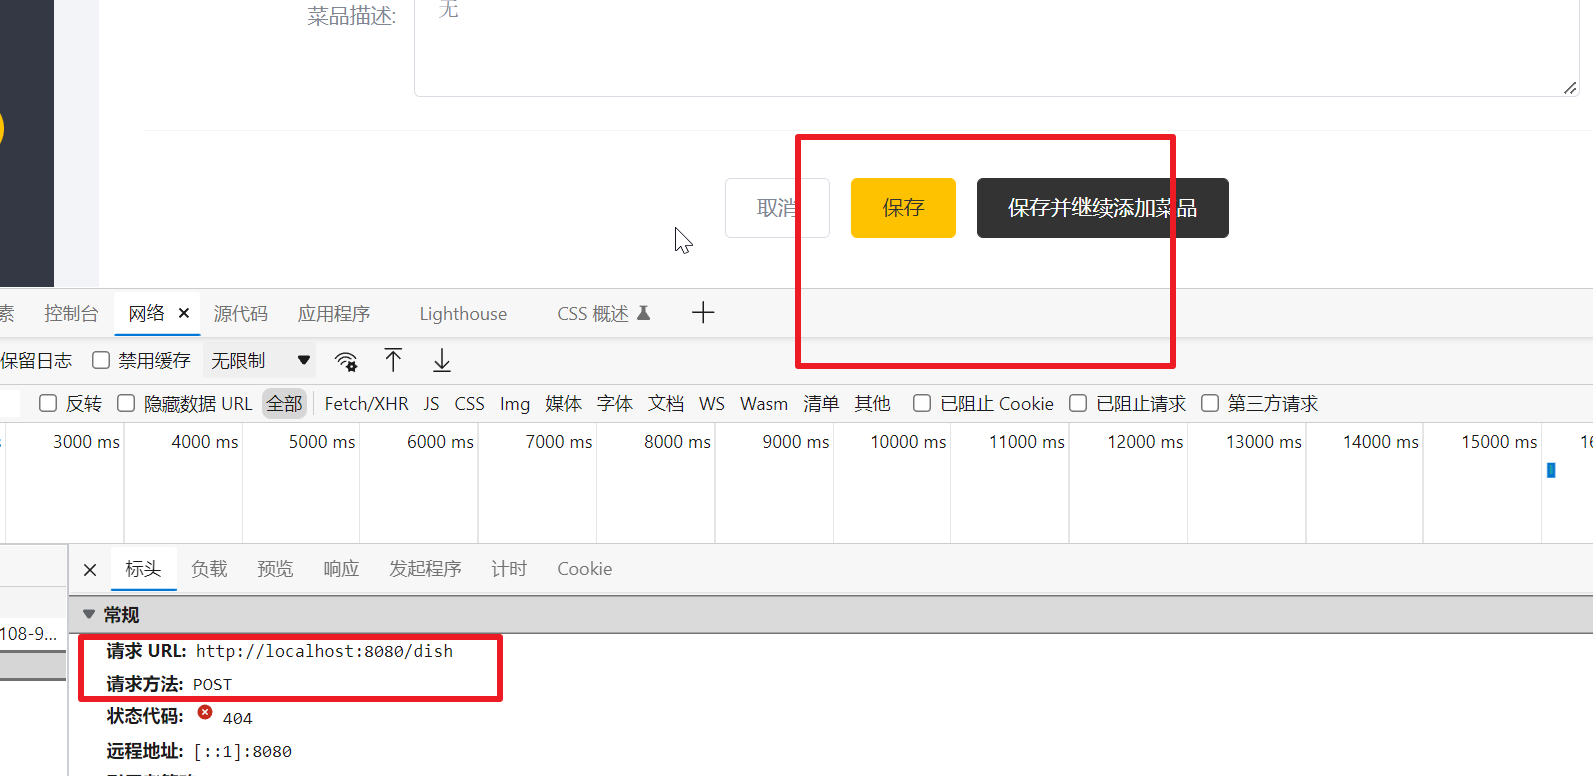 菜品描述:
无
取消
保存
保存并继续添加菜品
素 控制台 网络 源代码 应用程序 Lighthouse CSS 概述
保留日志 禁用缓存 无限制
反转 隐藏数据 URL 全部 Fetch/XHR JS CSS Img 媒体 字体 文档 WS Wasm 清单 其他 已阻止 Cookie 已阻止请求 第三方请求
3000 ms 4000 ms 5000 ms 6000 ms 7000 ms 8000 ms 9000 ms 10000 ms 11000 ms 12000 ms 13000 ms 14000 ms 15000 ms 16
标头 负载 预览 响应 发起程序 计时 Cookie
常规
108-9...
请求 URL: http://localhost:8080/dish
请求方法: POST
状态代码: 404
远程地址: [::1]:8080